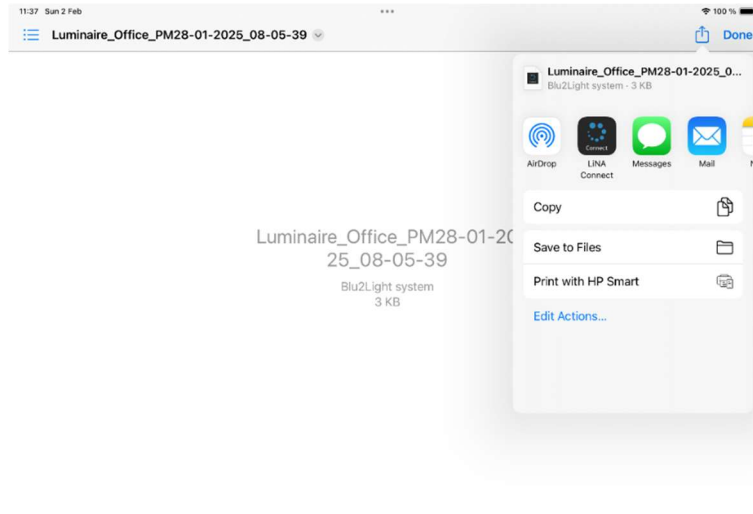 11:37 Sun 2 Feb
100 %
Luminaire_Office_PM28-01-2025_08-05-39
Done
Luminaire_Office_PM28-01-2025_0...
Blu2Light system · 3 KB
AirDrop
LiNA Connect
Messages
Mail
Connect
Copy
Luminaire_Office_PM28-01-20
25_08-05-39
Save to Files
Blu2Light system
3 KB
Print with HP Smart
Edit Actions...